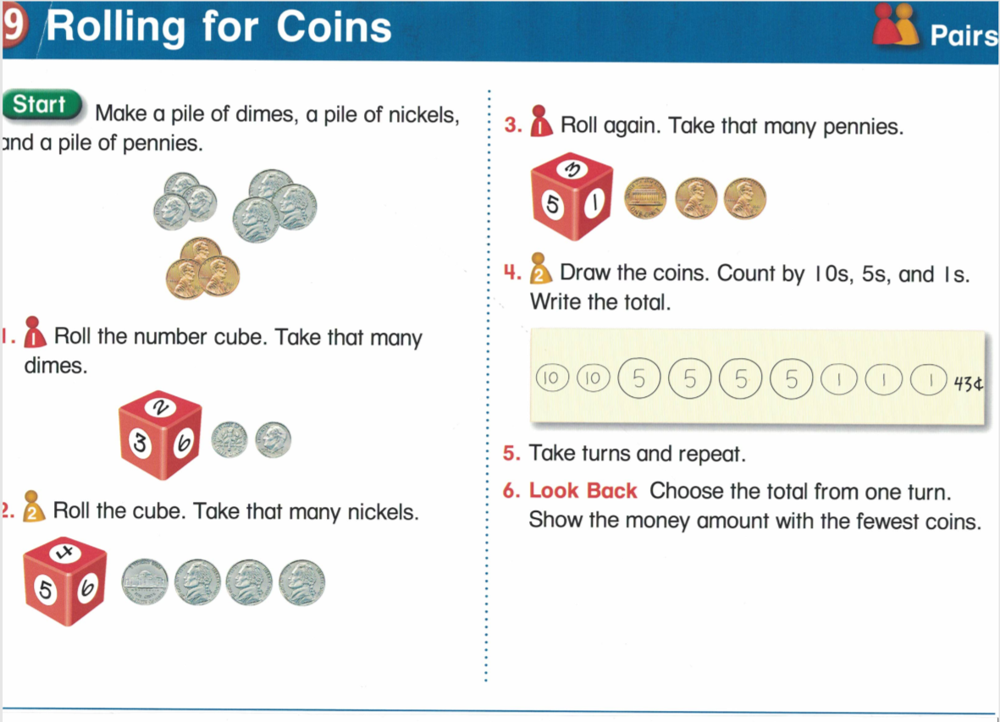 9 Rolling for Coins
Pairs
Start Make a pile of dimes, a pile of nickels,
and a pile of pennies.
1. 1 Roll the number cube. Take that many
dimes.
2
3 6
2. 2 Roll the cube. Take that many nickels.
4
5 6
3. 1 Roll again. Take that many pennies.
3
5 1
4. 2 Draw the coins. Count by 10s, 5s, and 1s.
Write the total.
10 10 5 5 5 5 1 1 1 43¢
5. Take turns and repeat.
6. Look Back Choose the total from one turn.
Show the money amount with the fewest coins.